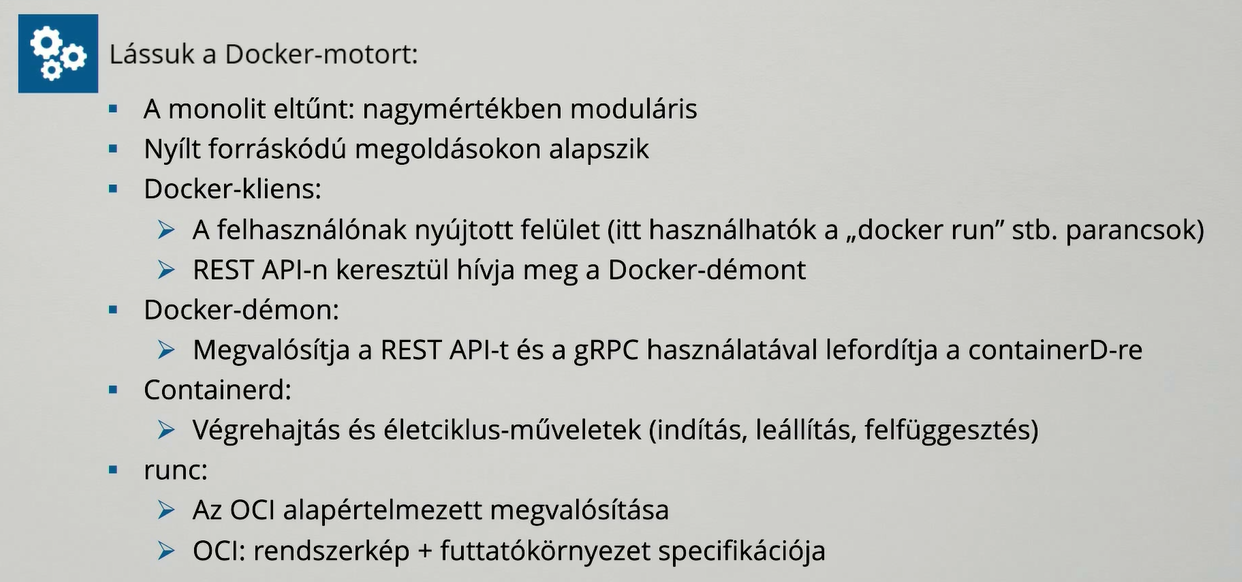 Lássuk a Docker-motort:
▪ A monolit eltűnt: nagymértékben moduláris
▪ Nyílt forráskódú megoldásokon alapszik
▪ Docker-kliens:
➢ A felhasználónak nyújtott felület (itt használhatók a „docker run” stb. parancsok)
➢ REST API-n keresztül hívja meg a Docker-démont
▪ Docker-démon:
➢ Megvalósítja a REST API-t és a gRPC használatával lefordítja a containerD-re
▪ Containerd:
➢ Végrehajtás és életciklus-műveletek (indítás, leállítás, felfüggesztés)
▪ runc:
➢ Az OCI alapértelmezett megvalósítása
➢ OCI: rendszerkép + futtatókörnyezet specifikációja